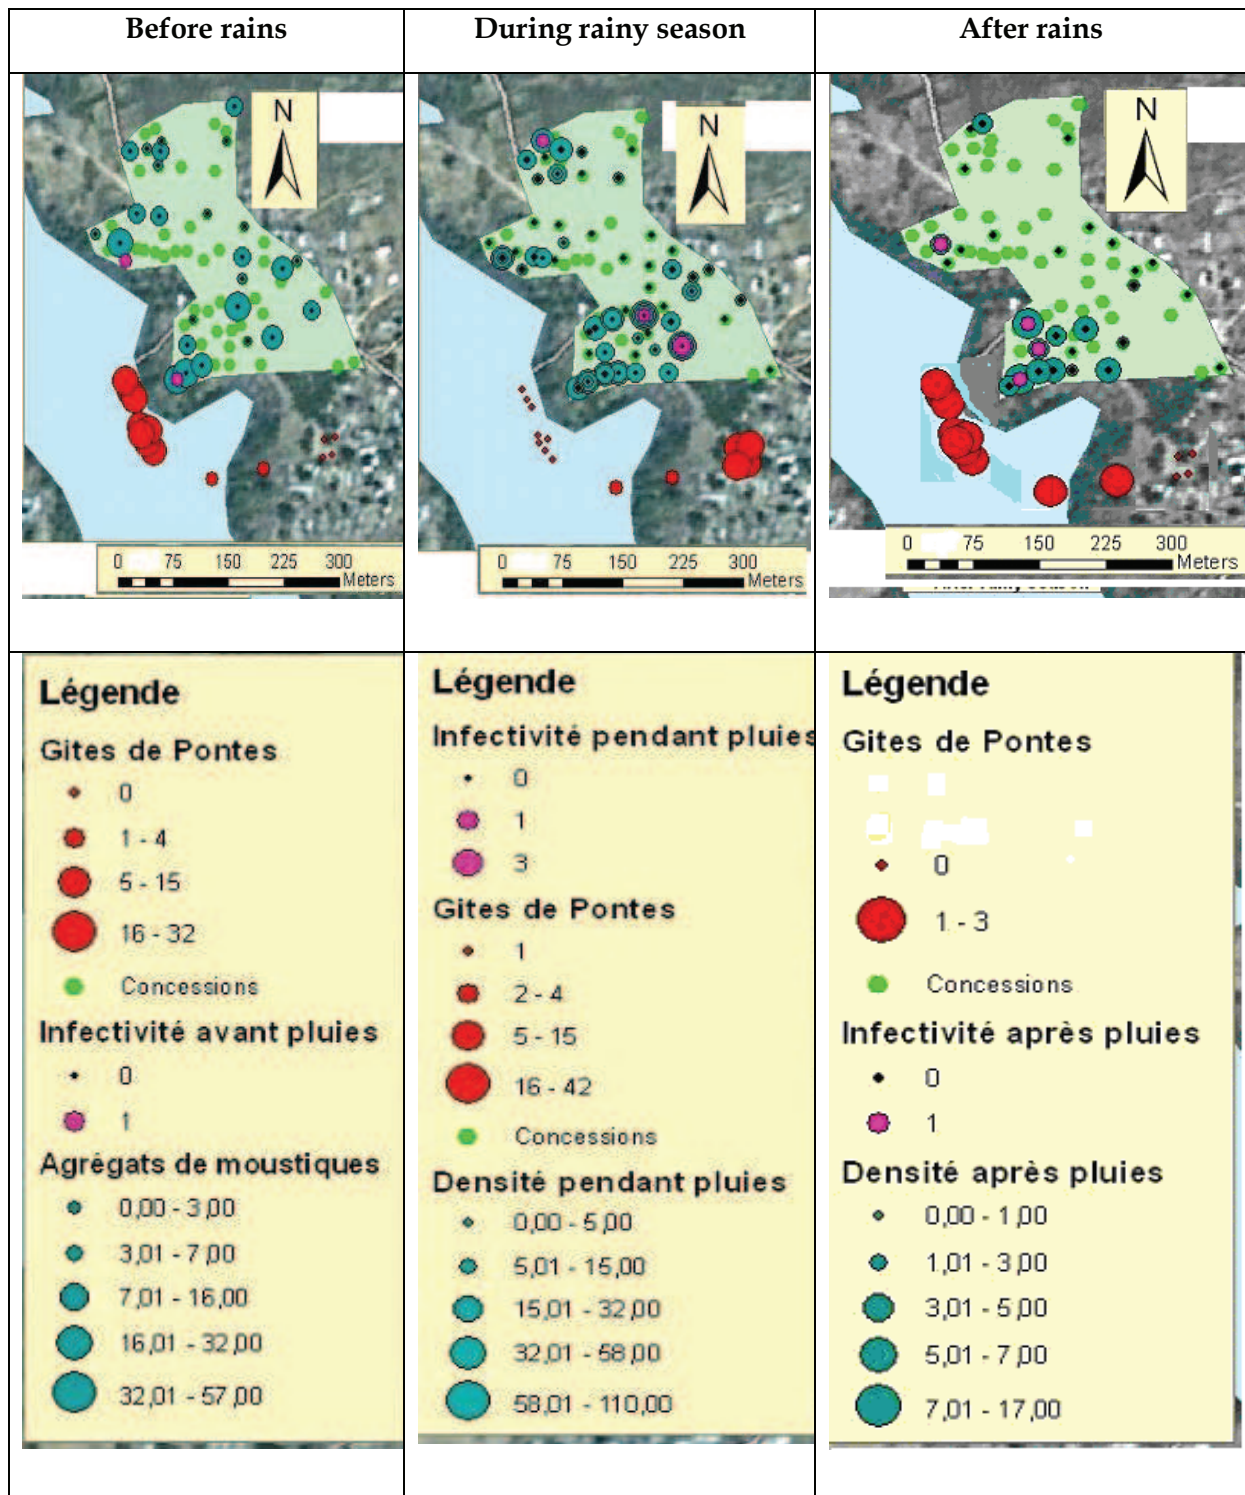 Before rains
During rainy season
After rains
N
0 75 150 225 300
Meters
N
0 75 150 225 300
Meters
N
0 75 150 225 300
Meters
Légende
Gites de Pontes
0
1 - 4
5 - 15
16 - 32
Concessions
Infectivité avant pluies
0
1
Agrégats de moustiques
0,00 - 3,00
3,01 - 7,00
7,01 - 16,00
16,01 - 32,00
32,01 - 57,00
Légende
Infectivité pendant pluies
0
1
3
Gites de Pontes
1
2 - 4
5 - 15
16 - 42
Concessions
Densité pendant pluies
0,00 - 5,00
5,01 - 15,00
15,01 - 32,00
32,01 - 58,00
58,01 - 110,00
Légende
Gites de Pontes
0
1 - 3
Concessions
Infectivité après pluies
0
1
Densité après pluies
0,00 - 1,00
1,01 - 3,00
3,01 - 5,00
5,01 - 7,00
7,01 - 17,00